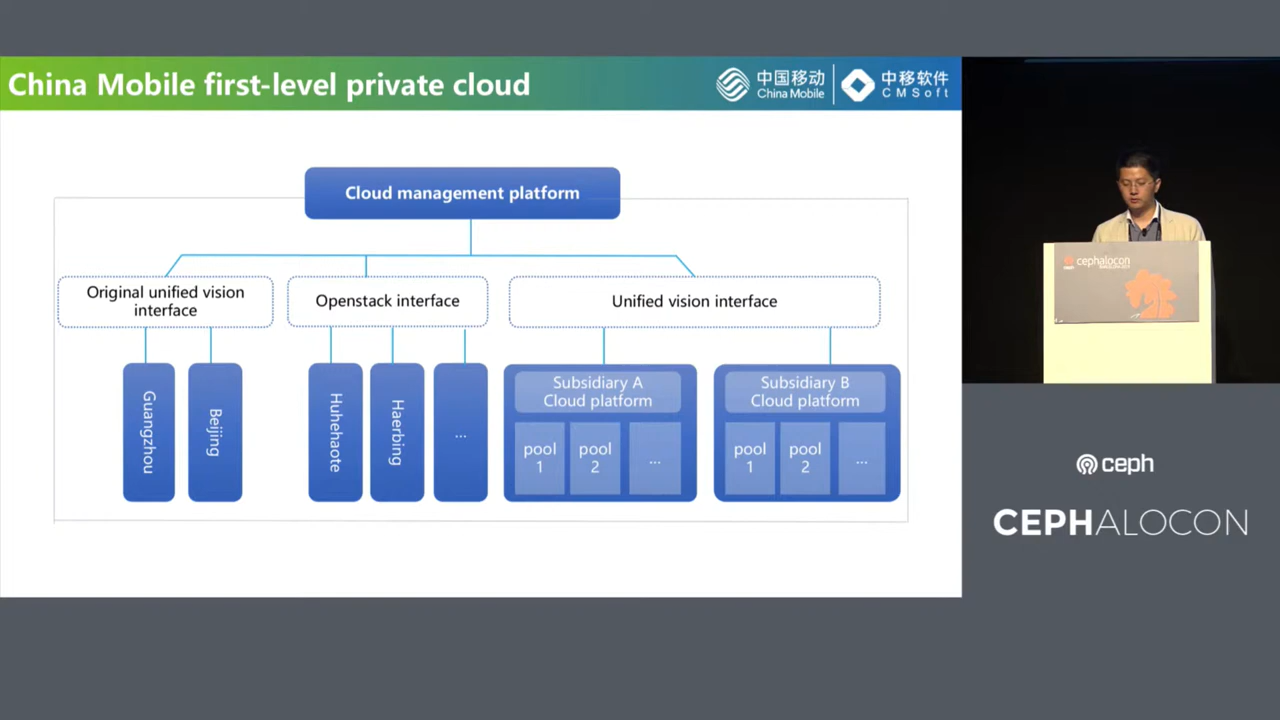 China Mobile first-level private cloud
中国移动
China Mobile
中移软件
CMSoft
Cloud management platform
Original unified vision
interface
Openstack interface
Unified vision interface
Guangzhou
Beijing
Huhehaote
Haerbing
...
Subsidiary A
Cloud platform
pool
1
pool
2
...
Subsidiary B
Cloud platform
pool
1
pool
2
...
cephalocon
ceph
CEPHALOCON